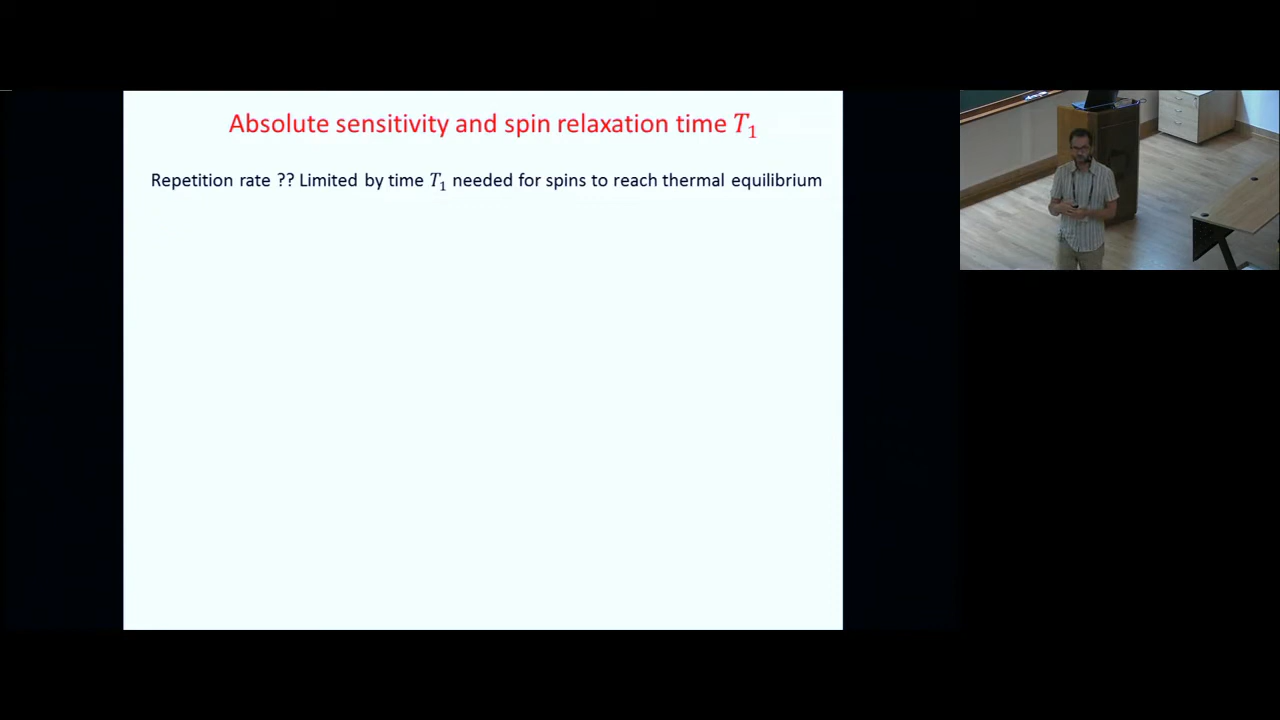 Absolute sensitivity and spin relaxation time T₁
Repetition rate ?? Limited by time T₁ needed for spins to reach thermal equilibrium